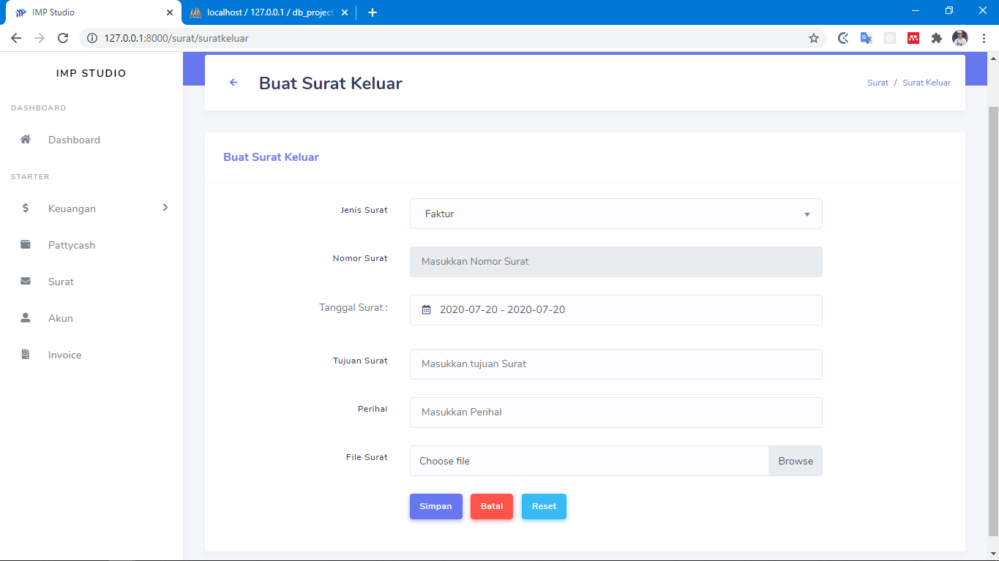 IMP Studio
localhost / 127.0.0.1 / db_project
127.0.0.1:8000/surat/suratkeluar
IMP STUDIO
DASHBOARD
Dashboard
STARTER
Keuangan
Pattycash
Surat
Akun
Invoice
Buat Surat Keluar
Surat / Surat Keluar
Buat Surat Keluar
Jenis Surat
Faktur
Nomor Surat
Masukkan Nomor Surat
Tanggal Surat :
2020-07-20 - 2020-07-20
Tujuan Surat
Masukkan tujuan Surat
Perihal
Masukkan Perihal
File Surat
Choose file
Browse
Simpan
Batal
Reset